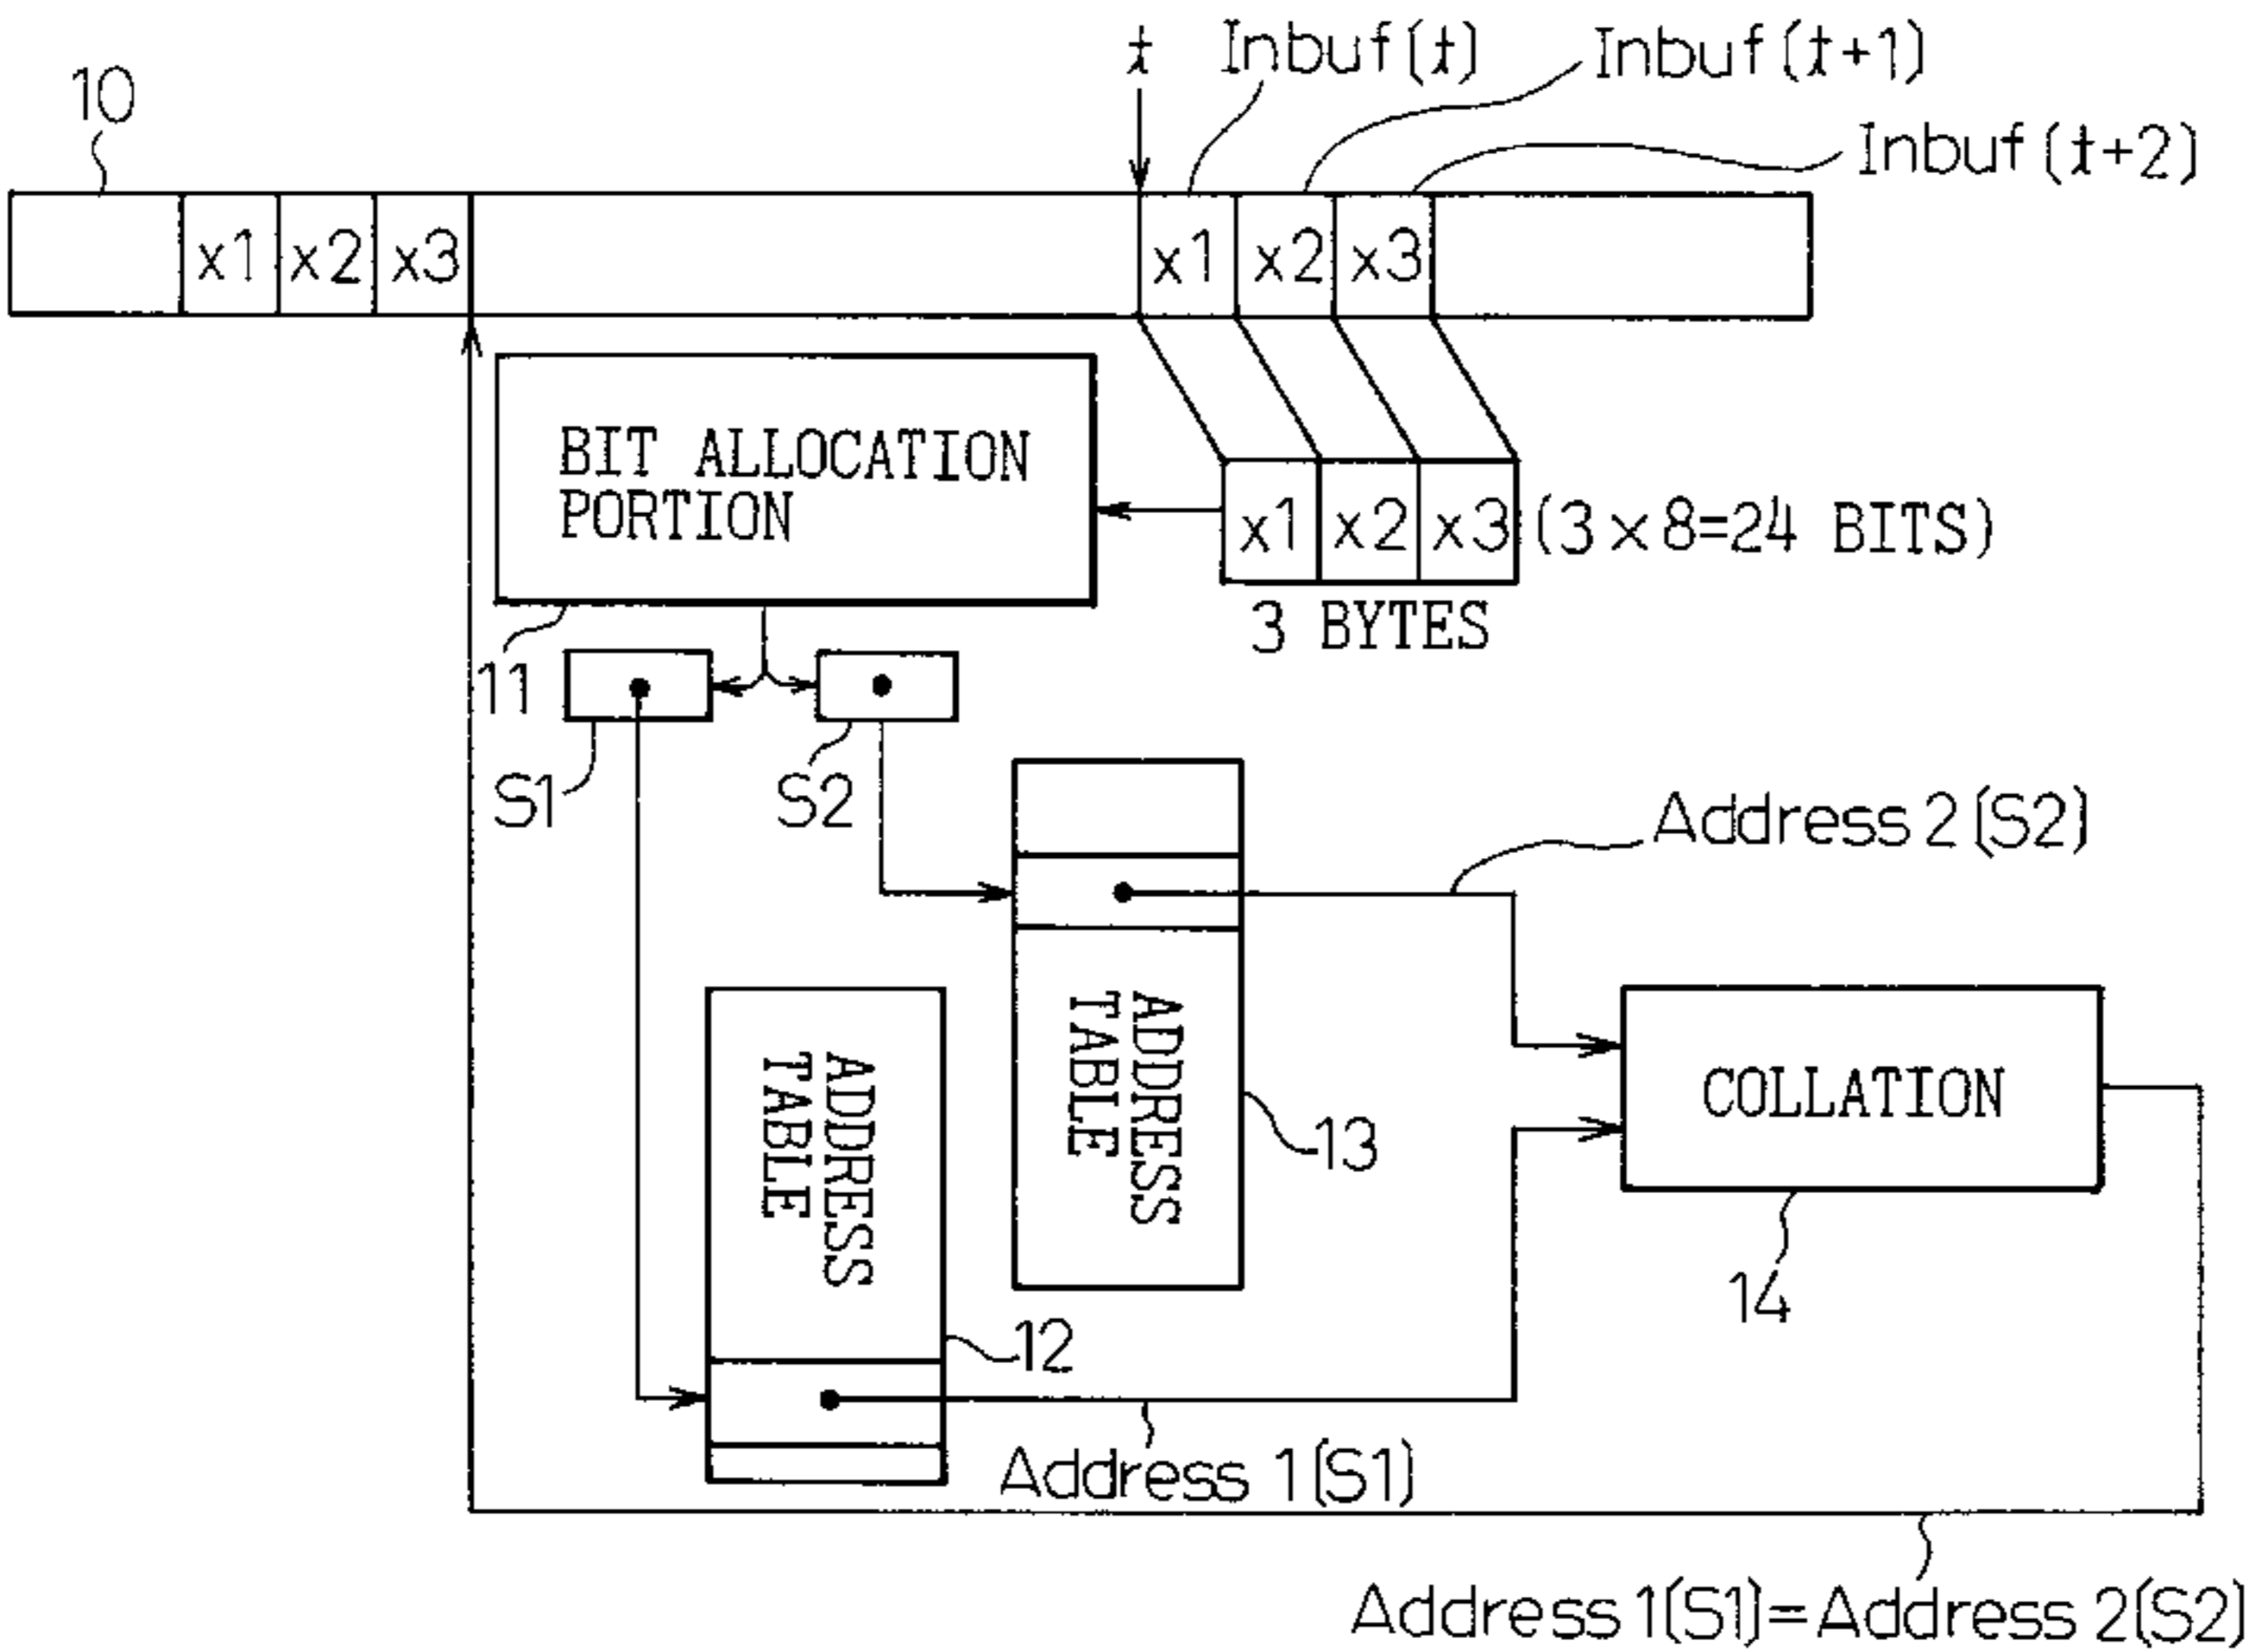 t
Inbuf(t)
Inbuf(t+1)
10
Inbuf(t+2)
x1 x2 x3
x1 x2 x3
BIT ALLOCATION
PORTION
x1 x2 x3 (3×8=24 BITS)
3 BYTES
11
S1
S2
Address 2(S2)
ADDRESS
TABLE
13
COLLATION
14
ADDRESS
TABLE
12
Address 1(S1)
Address 1(S1)=Address 2(S2)